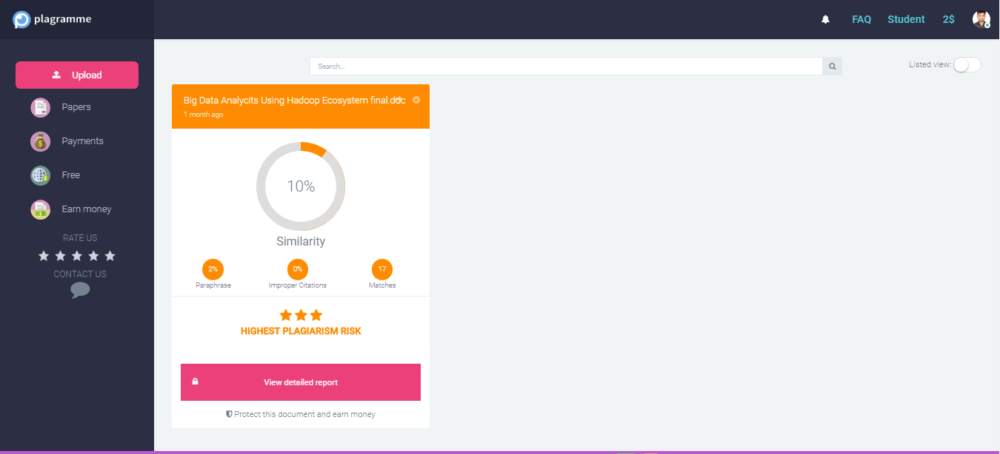 plagramme
FAQ Student 2$
Upload
Papers
Payments
Free
Earn money
RATE US
CONTACT US
Search...
Listed view:
Big Data Analycits Using Hadoop Ecosystem final.doc
1 month ago
10%
Similarity
2% 0% 17
Paraphrase Improper Citations Matches
HIGHEST PLAGIARISM RISK
View detailed report
Protect this document and earn money